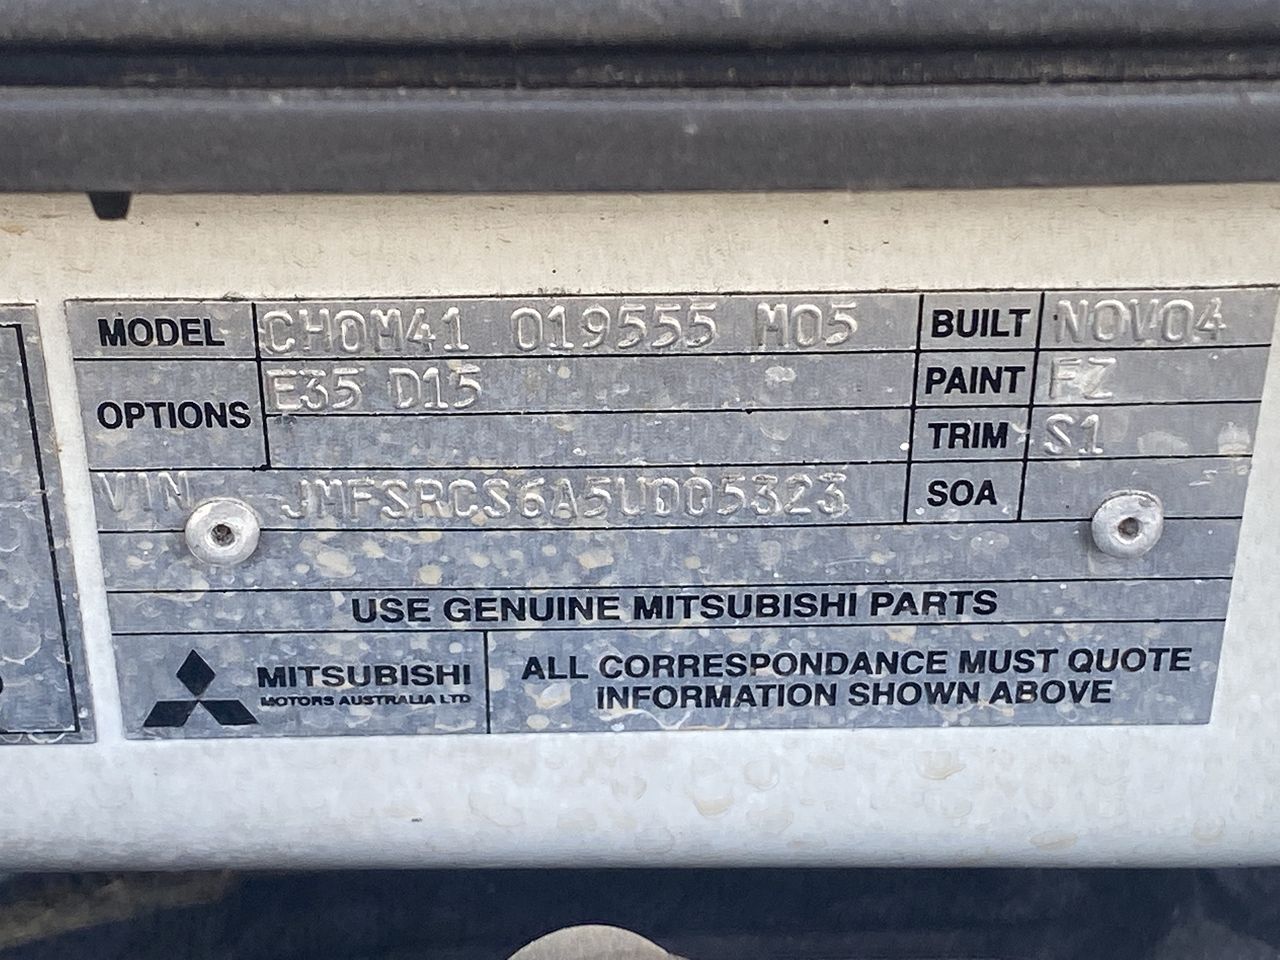 MODEL CH0M41 019555 M05 BUILT NOV04
OPTIONS E35 D15 PAINT FZ
TRIM S1
VIN JMFSRCS6A5U005323 SOA
USE GENUINE MITSUBISHI PARTS
MITSUBISHI
MOTORS AUSTRALIA LTD
ALL CORRESPONDANCE MUST QUOTE
INFORMATION SHOWN ABOVE